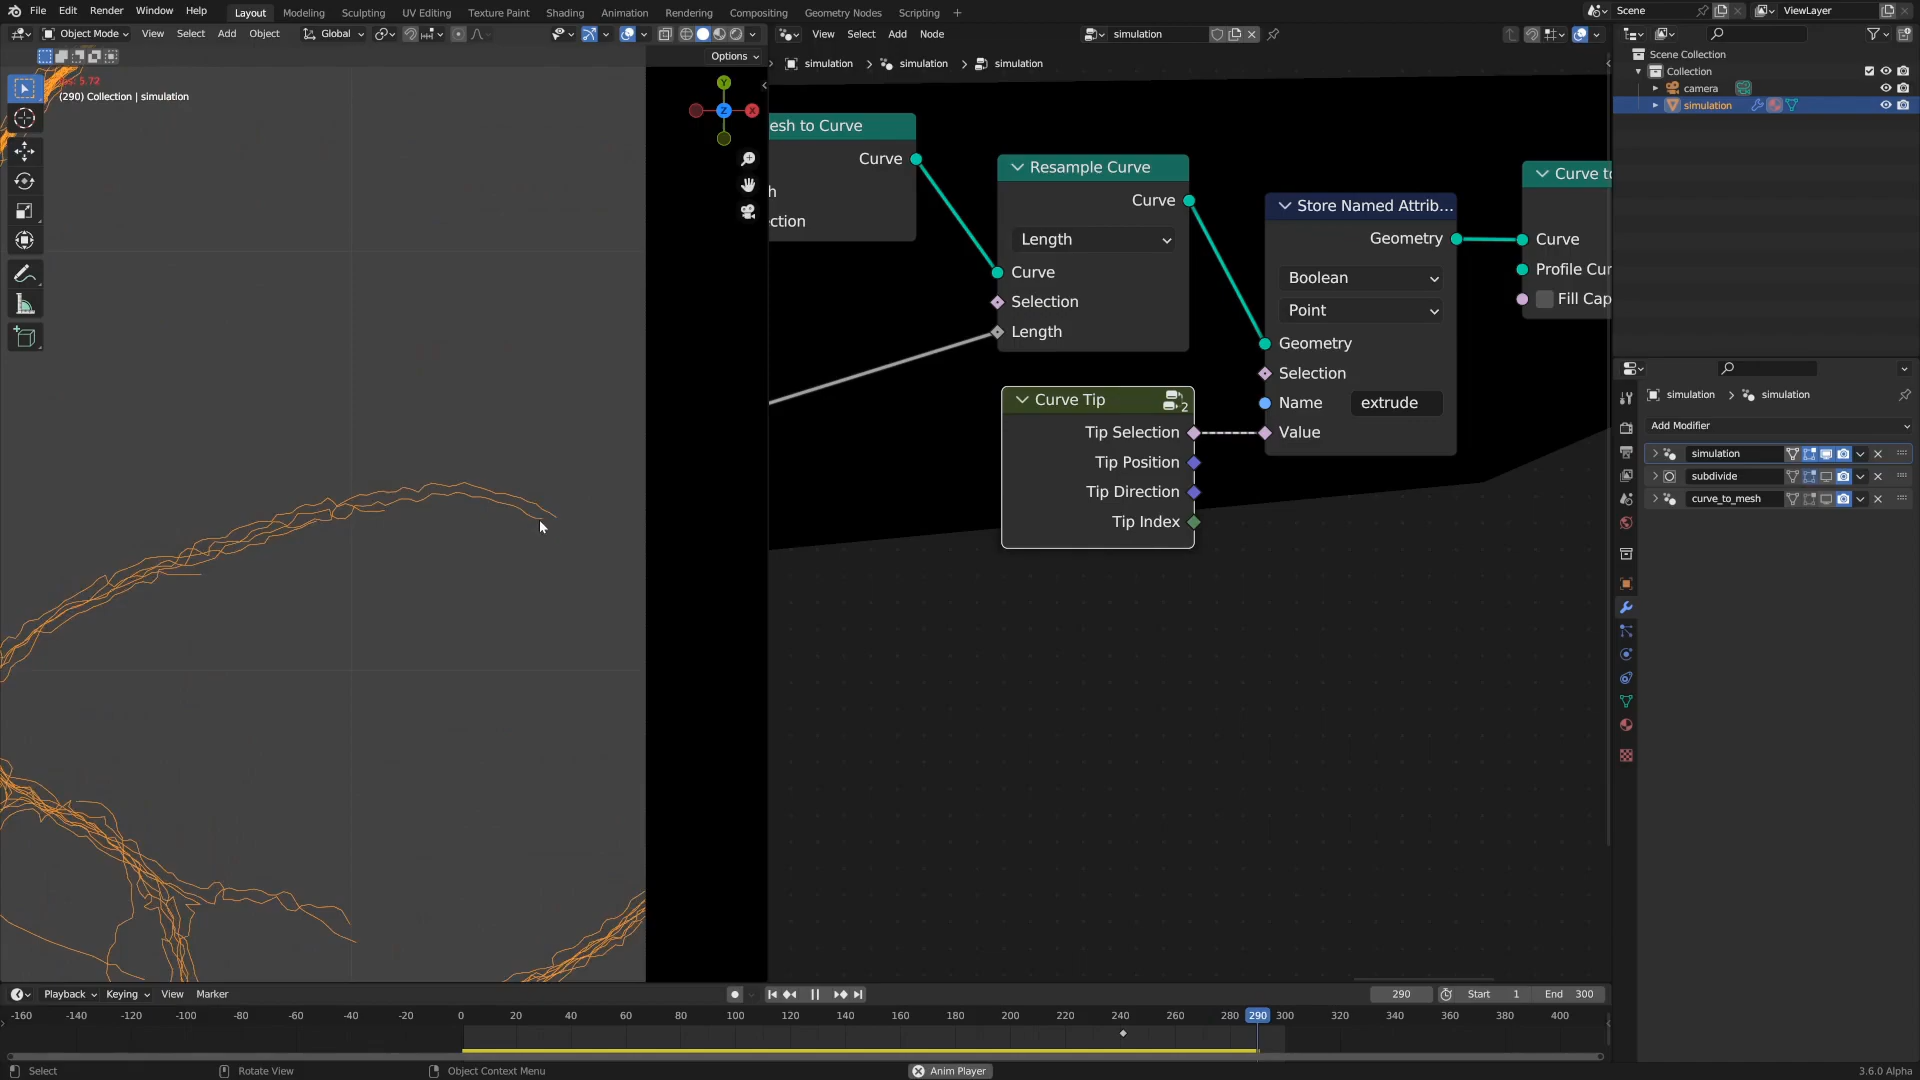 File Edit Render Window Help
Layout Modeling Sculpting UV Editing Texture Paint Shading Animation Rendering Compositing Geometry Nodes Scripting +
Scene ViewLayer
Object Mode View Select Add Object Global
View Select Add Node simulation
Options
simulation > simulation > simulation
5.72
(290) Collection | simulation
Y
Z
X
Scene Collection
Collection
camera
simulation
esh to Curve
Curve
h
ction
Resample Curve
Curve
Length
Curve
Selection
Length
Curve Tip
2
Tip Selection
Tip Position
Tip Direction
Tip Index
Store Named Attrib...
Geometry
Boolean
Point
Geometry
Selection
Name extrude
Value
Curve to
Curve
Profile Cur
Fill Cap
simulation > simulation
Add Modifier
simulation
subdivide
curve_to_mesh
Playback Keying View Marker
290 Start 1 End 300
-160 -140 -120 -100 -80 -60 -40 -20 0 20 40 60 80 100 120 140 160 180 200 220 240 260 280 290 300 320 340 360 380 400
Select Rotate View Object Context Menu Anim Player 3.6.0 Alpha